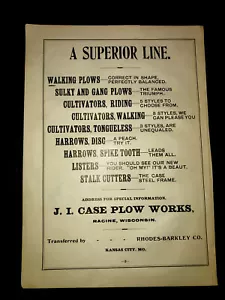 A SUPERIOR LINE.
WALKING PLOWS—CORRECT IN SHAPE, PERFECTLY BALANCED.
SULKY AND GANG PLOWS—THE FAMOUS TRIUMPH.
CULTIVATORS, RIDING—5 STYLES TO CHOOSE FROM.
CULTIVATORS, WALKING—8 STYLES, WE CAN PLEASE YOU
CULTIVATORS, TONGUELESS—3 STYLES, ARE UNEQUALED.
HARROWS, DISC—A PEACH. TRY IT.
HARROWS, SPIKE TOOTH—LEADS THEM ALL.
LISTERS—YOU SHOULD SEE OUR NEW RIDER. "OH MY!" IT'S A BEAUT.
STALK CUTTERS—THE CASE STEEL FRAME.
ADDRESS FOR SPECIAL INFORMATION,
J. I. CASE PLOW WORKS,
RACINE, WISCONSIN.
Transferred by - - - RHODES-BARKLEY CO.
KANSAS CITY, MO.